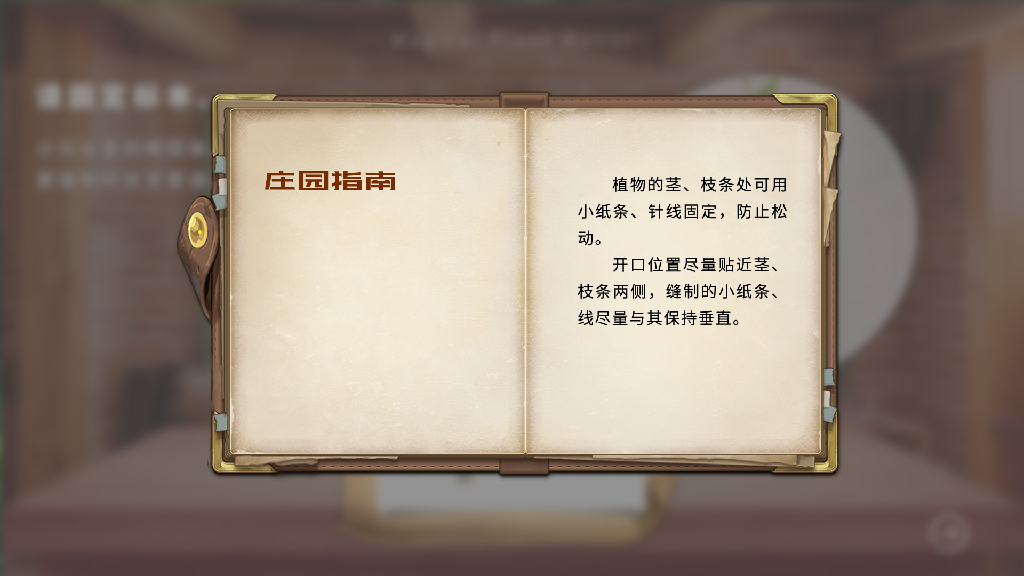 庄园指南
植物的茎、枝条处可用
小纸条、针线固定，防止松
动。
开口位置尽量贴近茎、
枝条两侧，缝制的小纸条、
线尽量与其保持垂直。